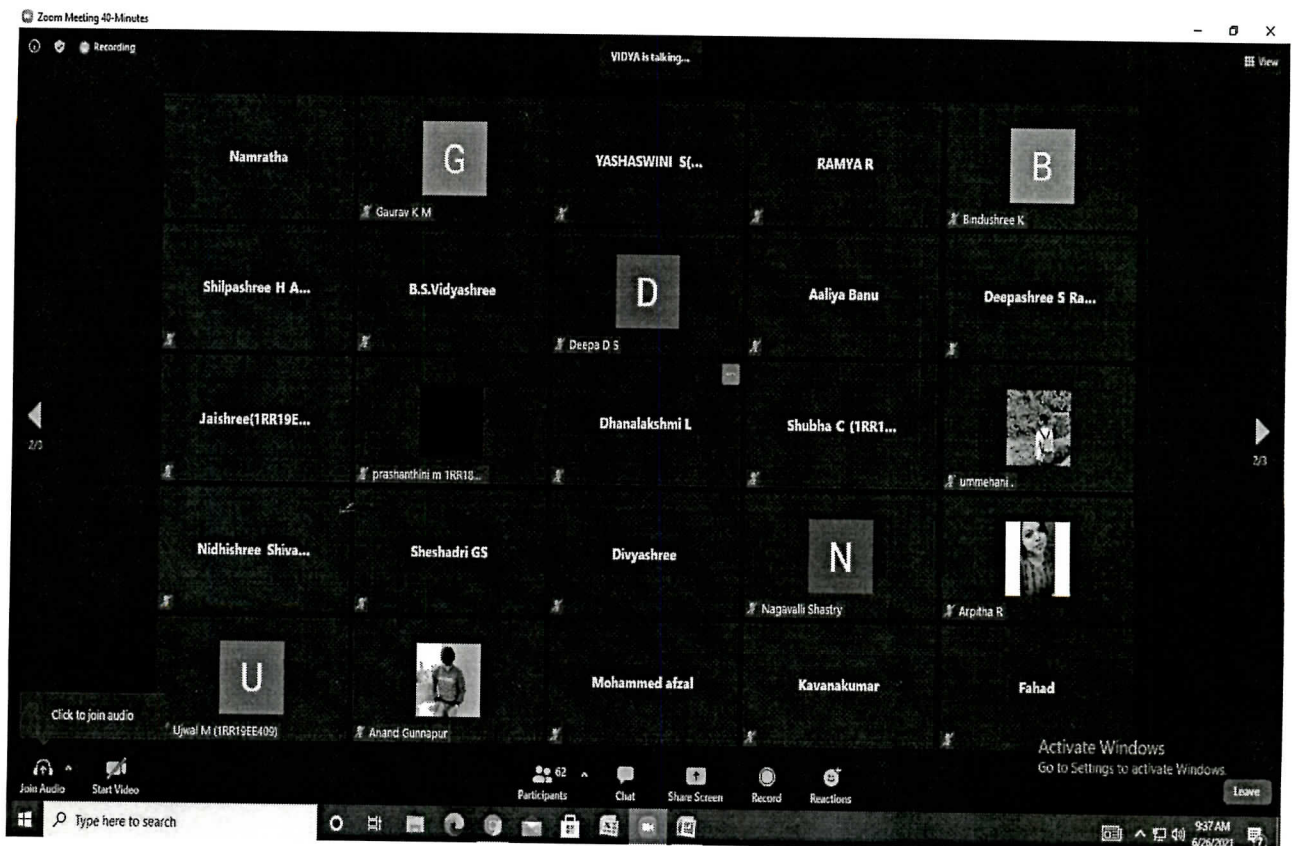 Zoom Meeting 40-Minutes
Recording
VIDYA is talking...
View
Namratha
G
Gaurav K M
YASHASWINI S(...
RAMYA R
B
Bindushree K
Shilpashree H A...
B.S.Vidyashree
D
Deepa D S
Aaliya Banu
Deepashree S Ra...
Jaishree(1RR19E...
prashanthini m 1RR18...
Dhanalakshmi L
Shubha C (1RR1...
ummehani .
2/3
2/3
Nidhishree Shiva...
Sheshadri GS
Divyashree
N
Nagavalli Shastry
Arpitha R
U
Ujwal M (1RR19EE409)
Anand Gunnapur
Mohammed afzal
Kavanakumar
Fahad
Click to join audio
Activate Windows
Go to Settings to activate Windows.
Join Audio
Start Video
62
Participants
Chat
Share Screen
Record
Reactions
Leave
Type here to search
9:37 AM
6/26/2021